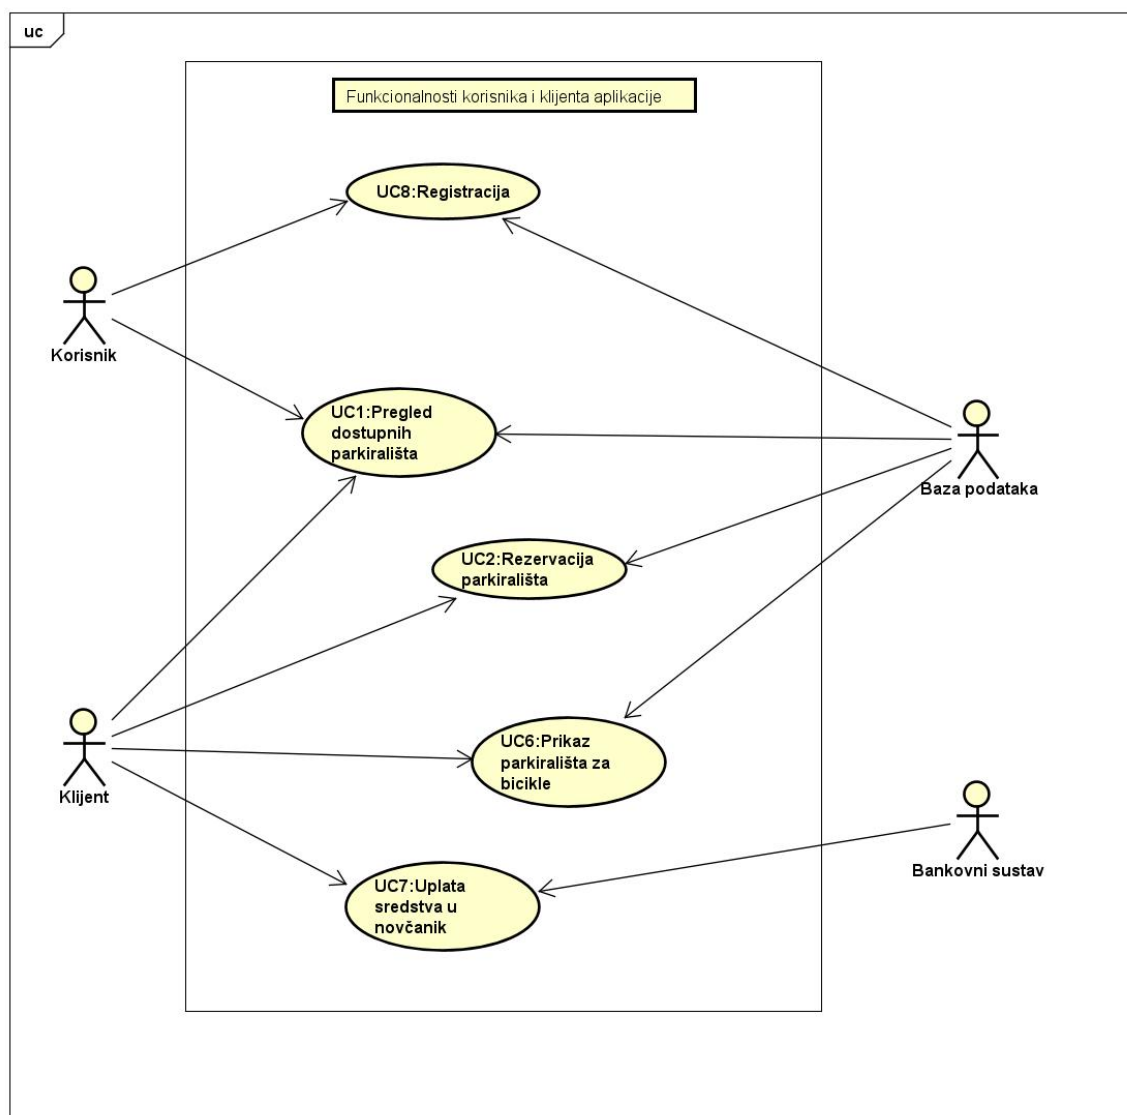 uc
Funkcionalnosti korisnika i klijenta aplikacije
UC8:Registracija
Korisnik
UC1:Pregled
dostupnih
parkirališta
Baza podataka
UC2:Rezervacija
parkirališta
UC6:Prikaz
parkirališta za
bicikle
Klijent
Bankovni sustav
UC7:Uplata
sredstva u
novčanik